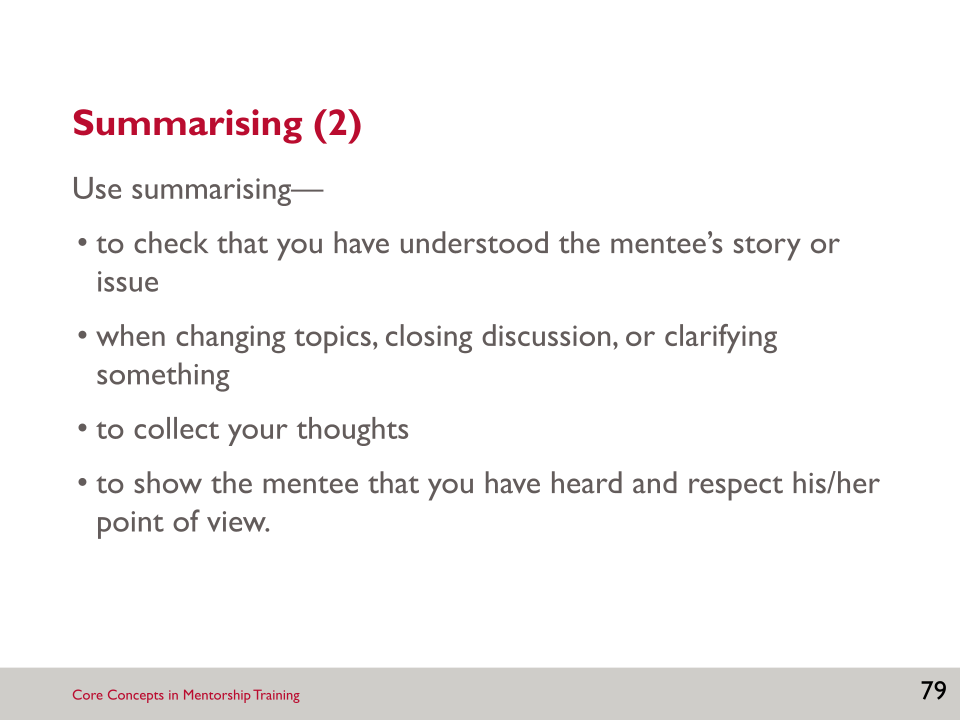 Summarising (2)
Use summarising—
• to check that you have understood the mentee’s story or
issue
• when changing topics, closing discussion, or clarifying
something
• to collect your thoughts
• to show the mentee that you have heard and respect his/her
point of view.
Core Concepts in Mentorship Training
79